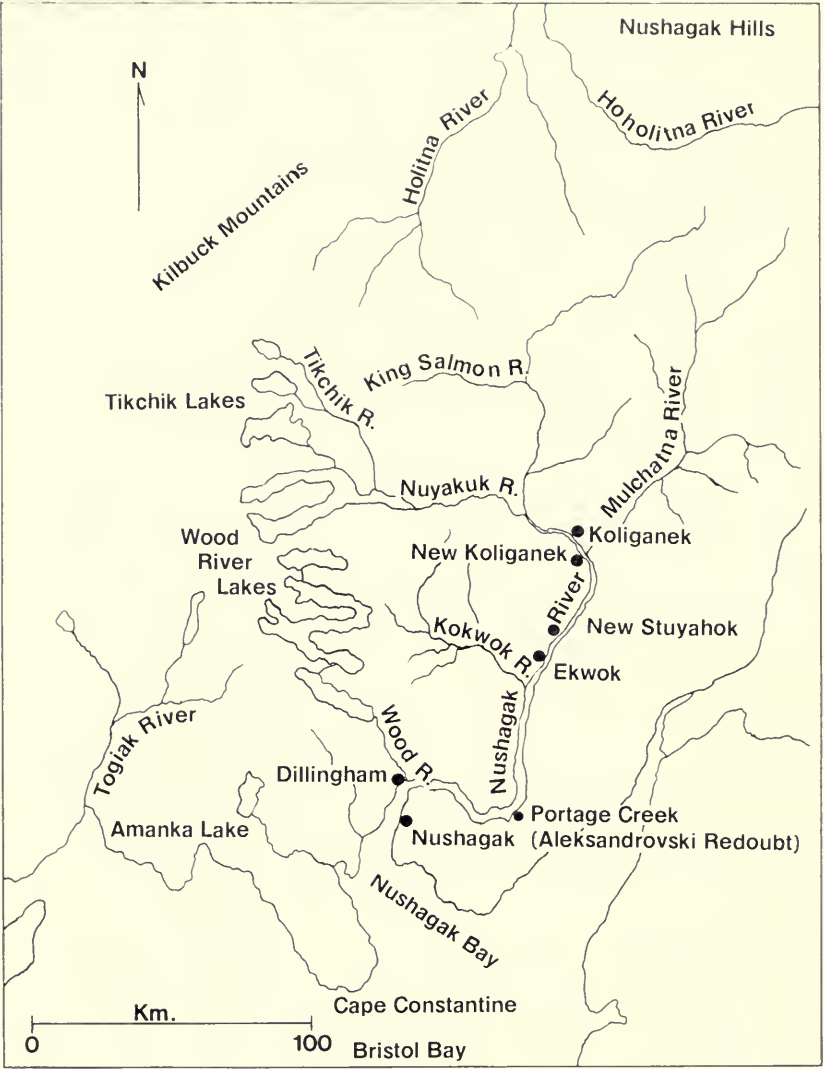 Nushagak Hills
N
Holitna River
Hoholitna River
Kilbuck Mountains
Tikchik R.
King Salmon R.
Tikchik Lakes
Mulchatna River
Nuyakuk R.
Wood
River
Lakes
Koliganek
New Koliganek
River
New Stuyahok
Kokwok R.
Ekwok
Nushagak
Togiak River
Wood R.
Dillingham
Portage Creek
(Aleksandrovski Redoubt)
Amanka Lake
Nushagak
Nushagak Bay
Cape Constantine
Km.
0
100
Bristol Bay